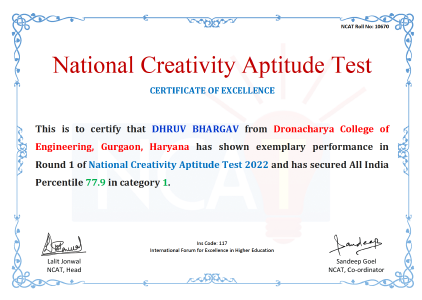 NCAT Roll No: 10670
National Creativity Aptitude Test
CERTIFICATE OF EXCELLENCE
This is to certify that DHRUV BHARGAV from Dronacharya College of
Engineering, Gurgaon, Haryana has shown exemplary performance in
Round 1 of National Creativity Aptitude Test 2022 and has secured All India
Percentile 77.9 in category 1.
NCAT
Lalit Jonwal
NCAT, Head
Ins Code: 117
International Forum for Excellence in Higher Education
Sandeep
Sandeep Goel
NCAT, Co-ordinator